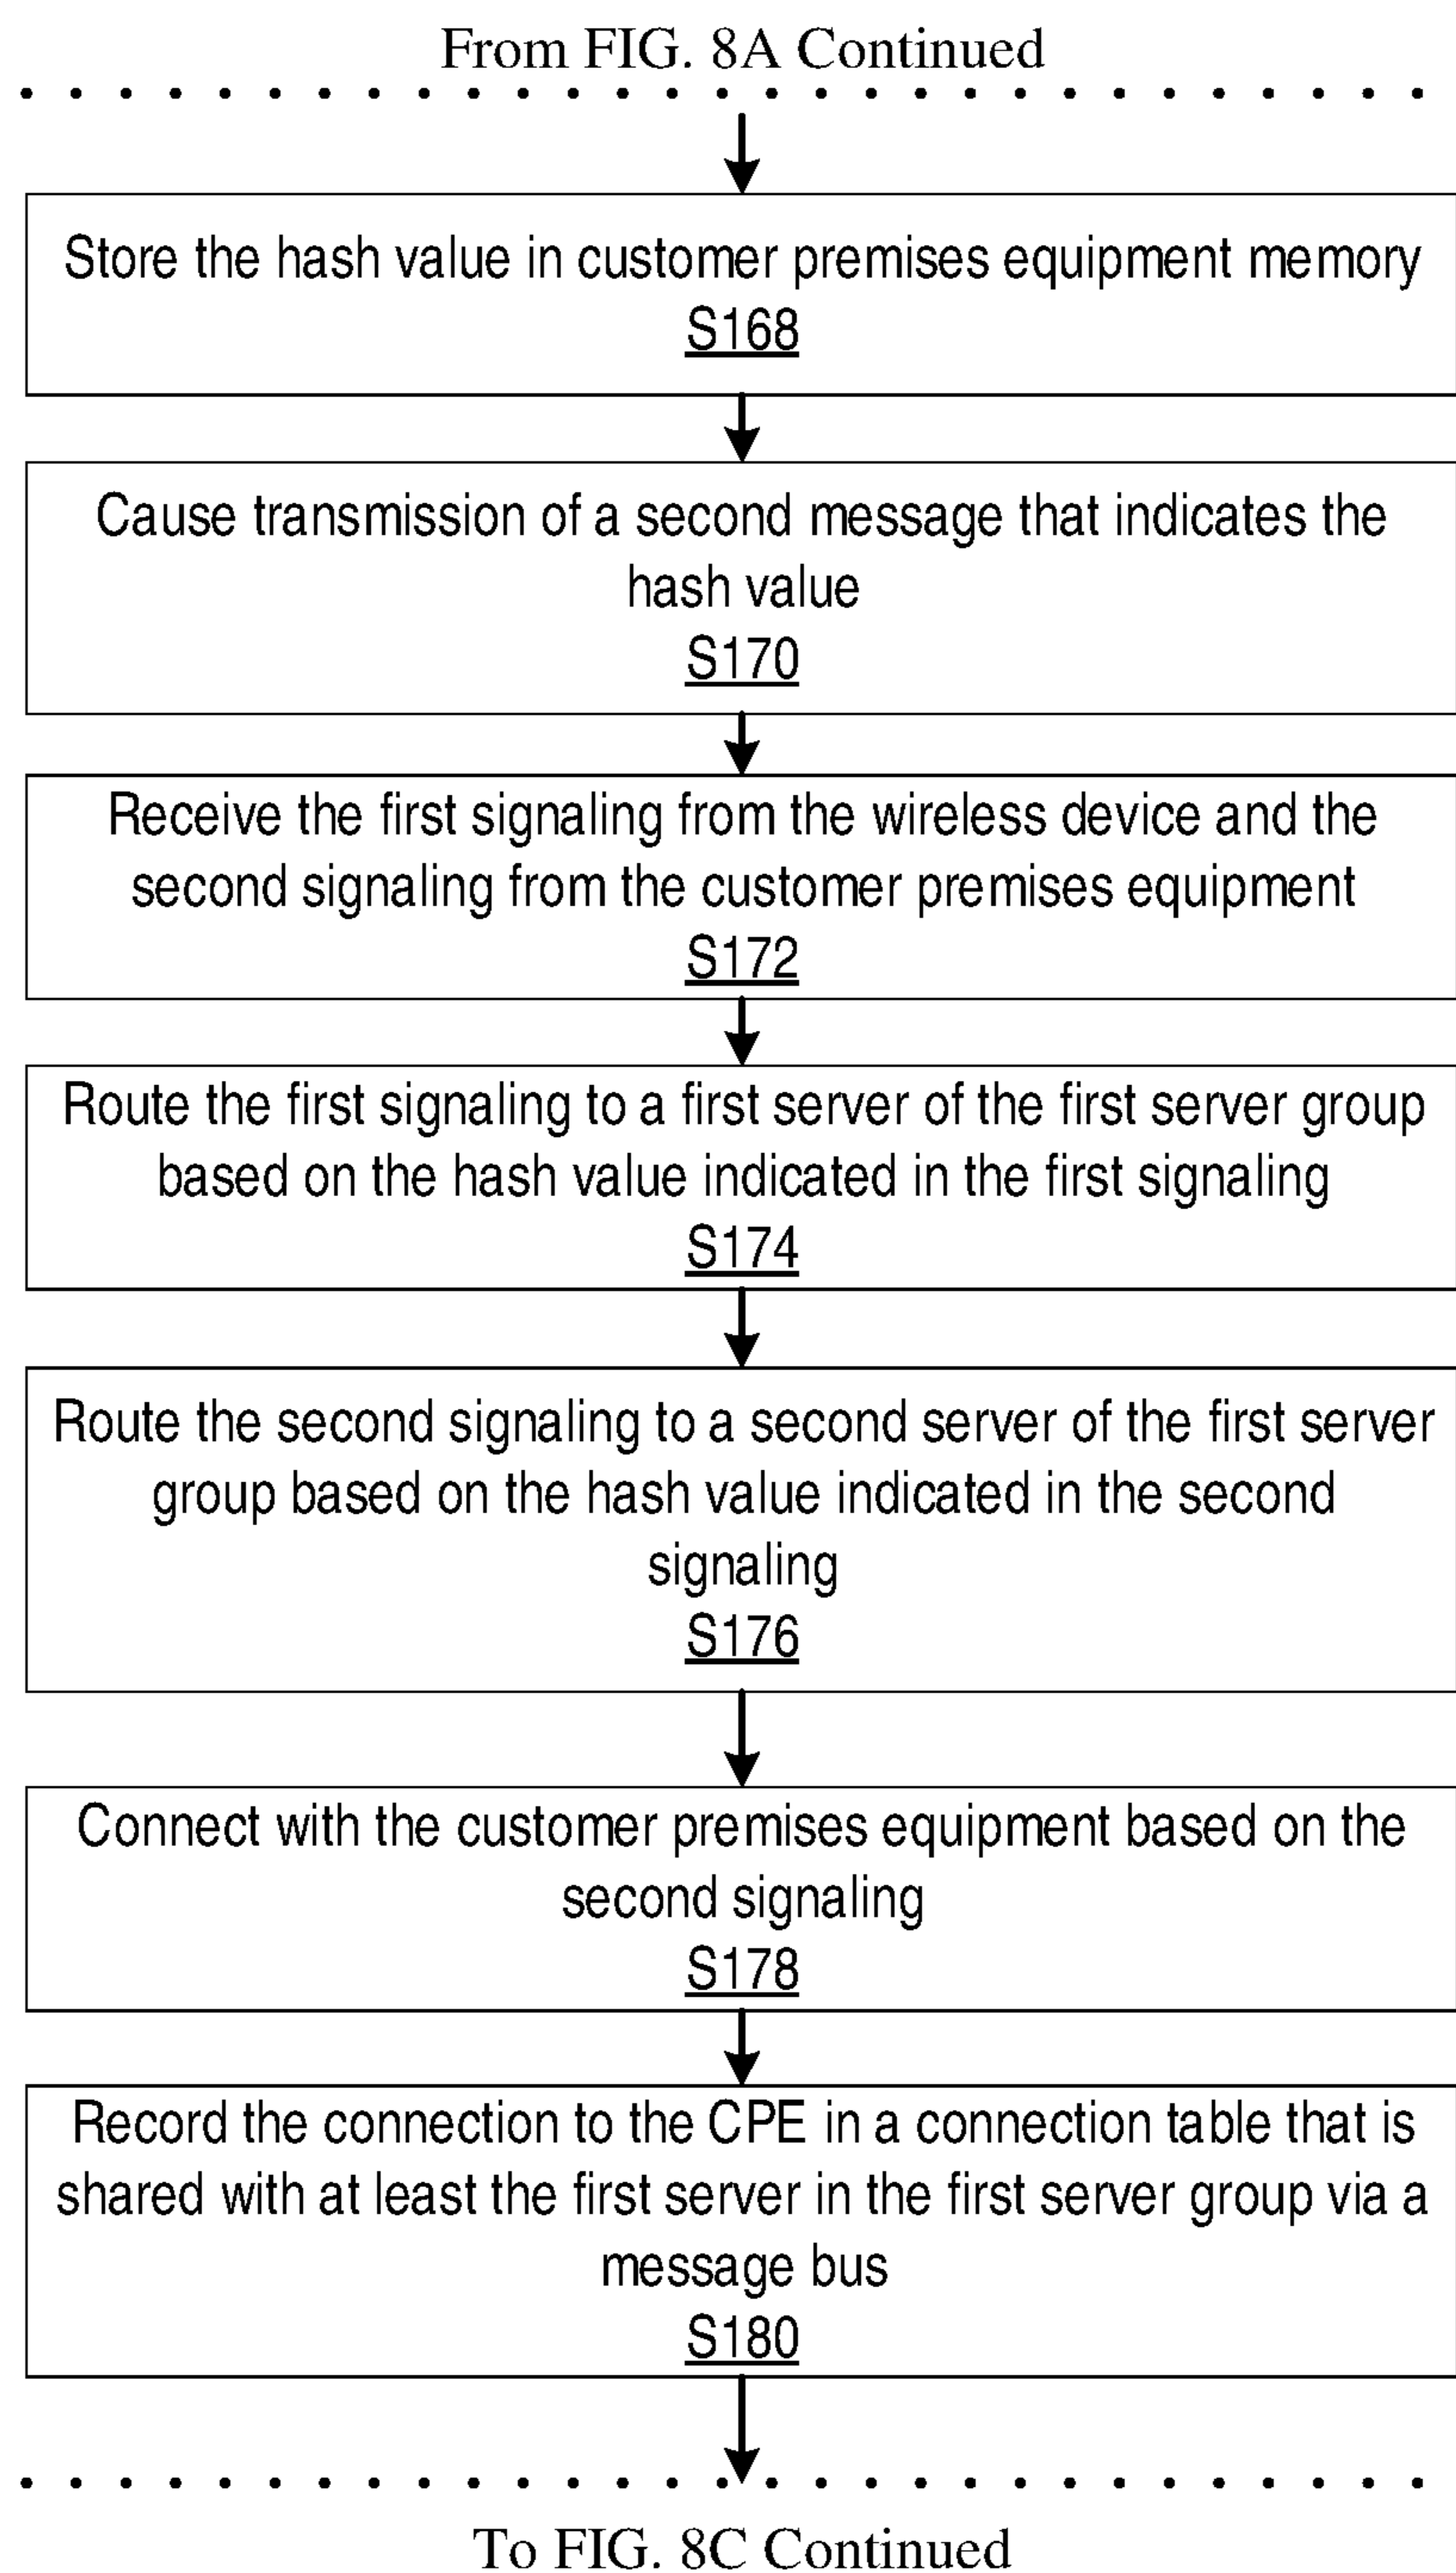 From FIG. 8A Continued
Store the hash value in customer premises equipment memory
S168
Cause transmission of a second message that indicates the
hash value
S170
Receive the first signaling from the wireless device and the
second signaling from the customer premises equipment
S172
Route the first signaling to a first server of the first server group
based on the hash value indicated in the first signaling
S174
Route the second signaling to a second server of the first server
group based on the hash value indicated in the second
signaling
S176
Connect with the customer premises equipment based on the
second signaling
S178
Record the connection to the CPE in a connection table that is
shared with at least the first server in the first server group via a
message bus
S180
To FIG. 8C Continued